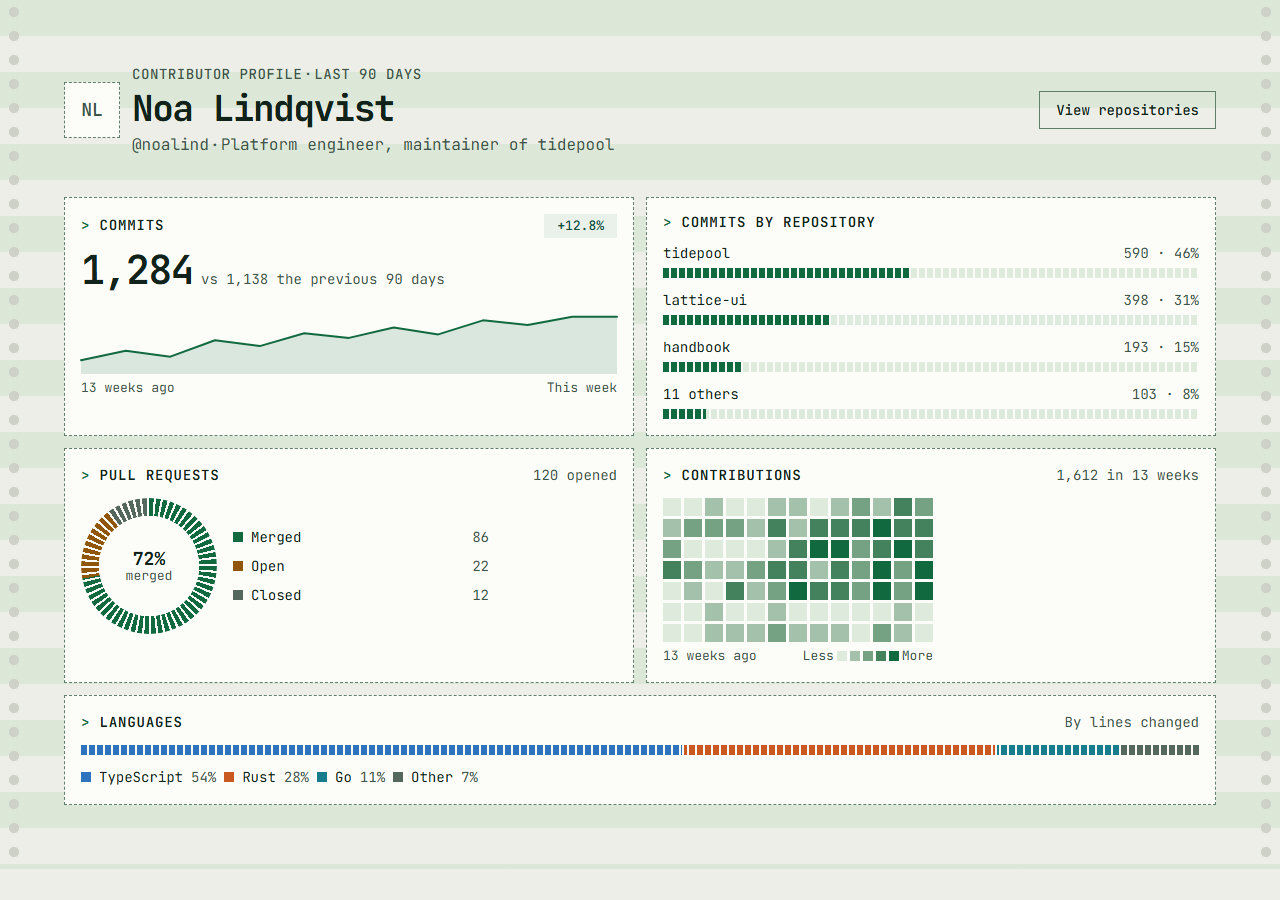 CONTRIBUTOR PROFILE · LAST 90 DAYS
NL
Noa Lindqvist
@noalind · Platform engineer, maintainer of tidepool
View repositories
> COMMITS
+12.8%
1,284 vs 1,138 the previous 90 days
13 weeks ago
This week
> COMMITS BY REPOSITORY
tidepool 590 · 46%
lattice-ui 398 · 31%
handbook 193 · 15%
11 others 103 · 8%
> PULL REQUESTS
120 opened
72%
merged
Merged 86
Open 22
Closed 12
> CONTRIBUTIONS
1,612 in 13 weeks
13 weeks ago
Less
More
> LANGUAGES
By lines changed
TypeScript 54% Rust 28% Go 11% Other 7%